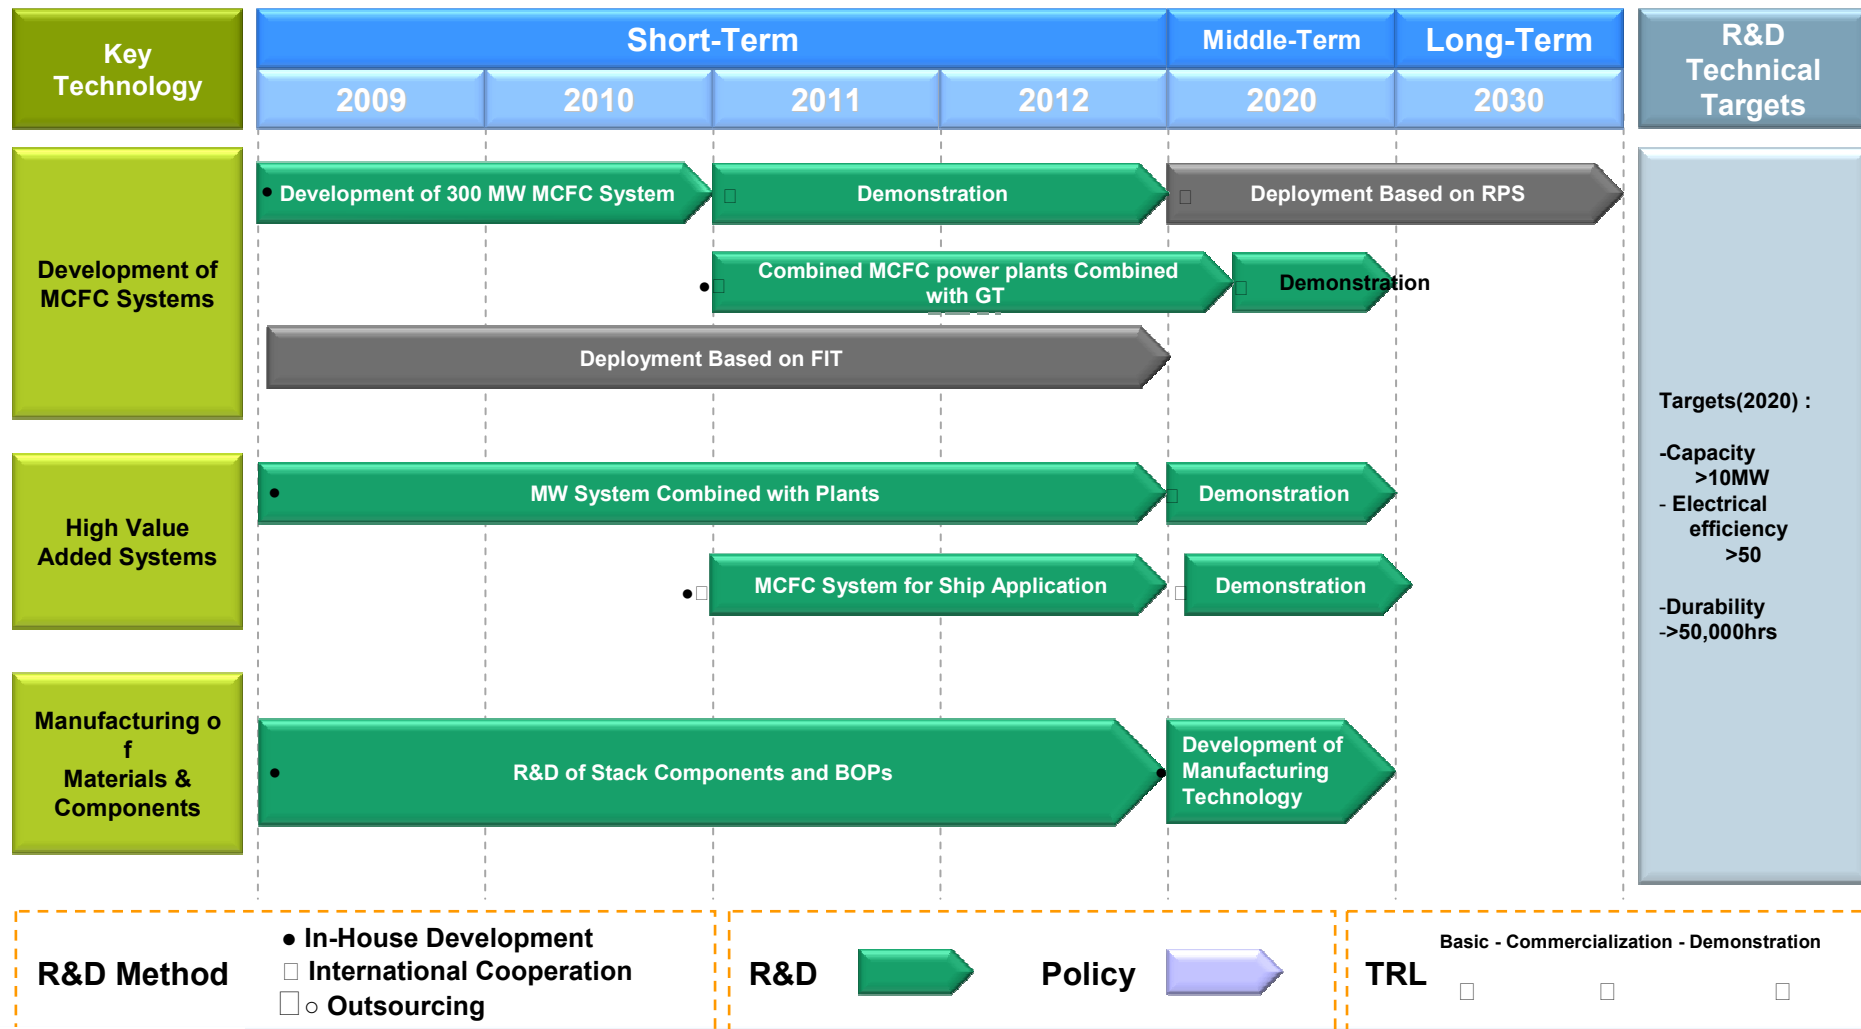 Key
Technology
Short-Term
Middle-Term
Long-Term
R&D
Technical
Targets
2009
2010
2011
2012
2020
2030
Development of
MCFC Systems
• Development of 300 MW MCFC System
□ Demonstration
□ Deployment Based on RPS
•□ Combined MCFC power plants Combined
with GT
□ Demonstration
Deployment Based on FIT
High Value
Added Systems
• MW System Combined with Plants
□ Demonstration
•□ MCFC System for Ship Application
□ Demonstration
Manufacturing o
f
Materials &
Components
• R&D of Stack Components and BOPs
• Development of
Manufacturing
Technology
Targets(2020) :
-Capacity
>10MW
- Electrical
efficiency
>50
-Durability
->50,000hrs
R&D Method
● In-House Development
□ International Cooperation
□ ○ Outsourcing
R&D
Policy
TRL
Basic - Commercialization - Demonstration
□ □ □